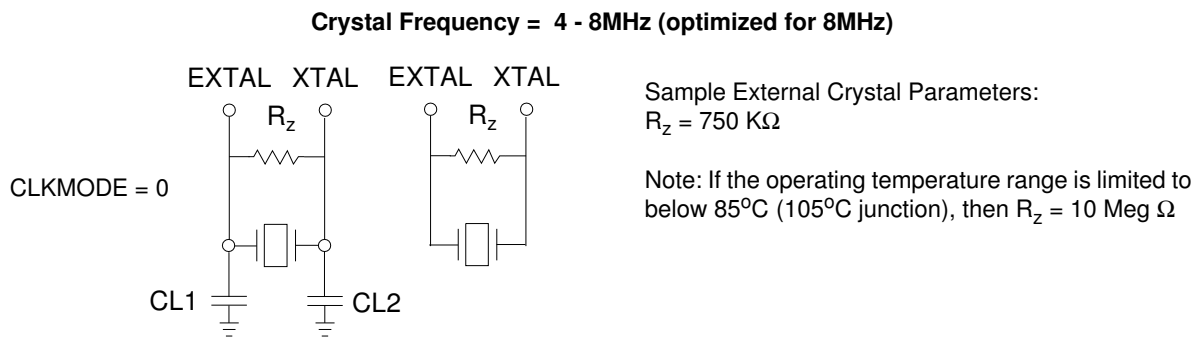 Crystal Frequency = 4 - 8MHz (optimized for 8MHz)
EXTAL XTAL EXTAL XTAL
Rz Rz
Sample External Crystal Parameters:
Rz = 750 KΩ
CLKMODE = 0
Note: If the operating temperature range is limited to
below 85oC (105oC junction), then Rz = 10 Meg Ω
CL1 CL2